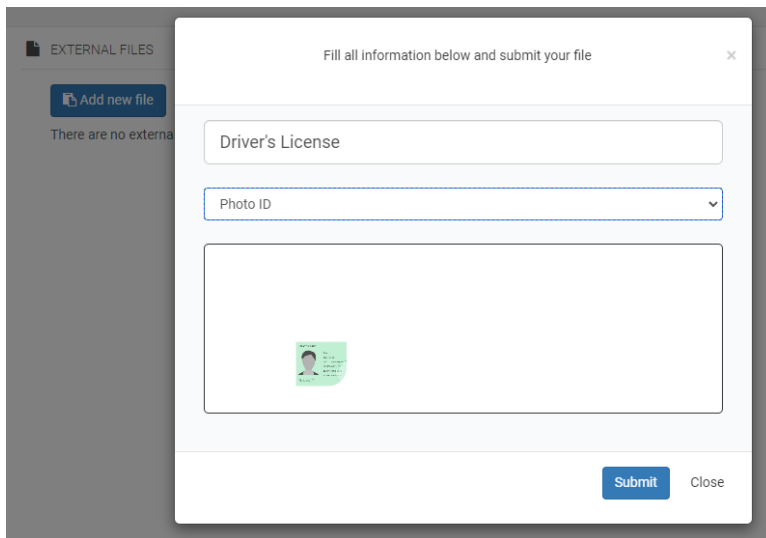 Fill all information below and submit your file
×
EXTERNAL FILES
Add new file
There are no externa
Driver's License
Photo ID
Submit
Close